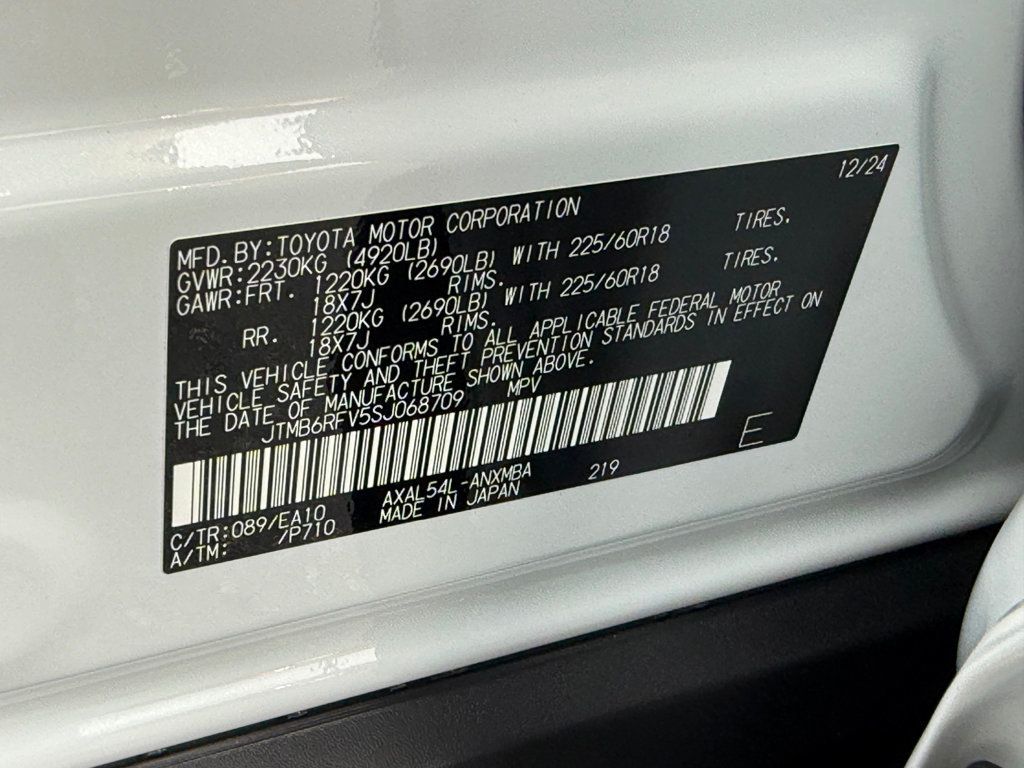 12/24
MFD.BY:TOYOTA MOTOR CORPORATION
GVWR:2230KG (4920LB)
GAWR:FRT. 1220KG (2690LB) WITH 225/60R18 TIRES.
18X7J RIMS.
RR. 1220KG (2690LB) WITH 225/60R18 TIRES.
18X7J RIMS.
THIS VEHICLE CONFORMS TO ALL APPLICABLE FEDERAL MOTOR
VEHICLE SAFETY AND THEFT PREVENTION STANDARDS IN EFFECT ON
THE DATE OF MANUFACTURE SHOWN ABOVE.
JTMB6RFV5SJ068709 MPV
E
C/TR:089/EA10 AXAL54L-ANXMBA 219
A/TM: /P710 MADE IN JAPAN